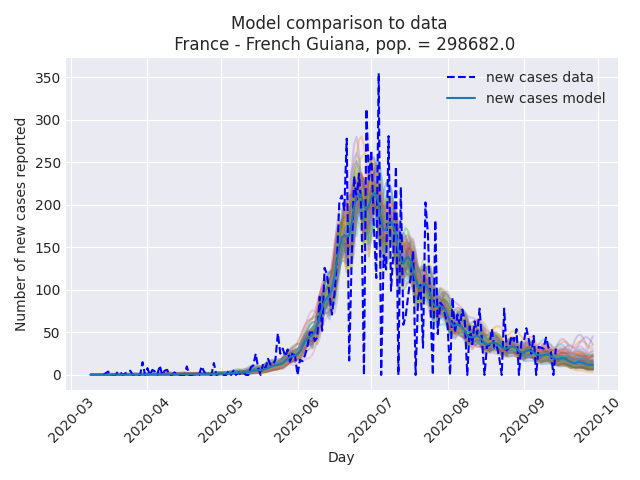 Model comparison to data
France - French Guiana, pop. = 298682.0
new cases data
new cases model
Number of new cases reported
350
300
250
200
150
100
50
0
2020-03
2020-04
2020-05
2020-06
2020-07
2020-08
2020-09
2020-10
Day